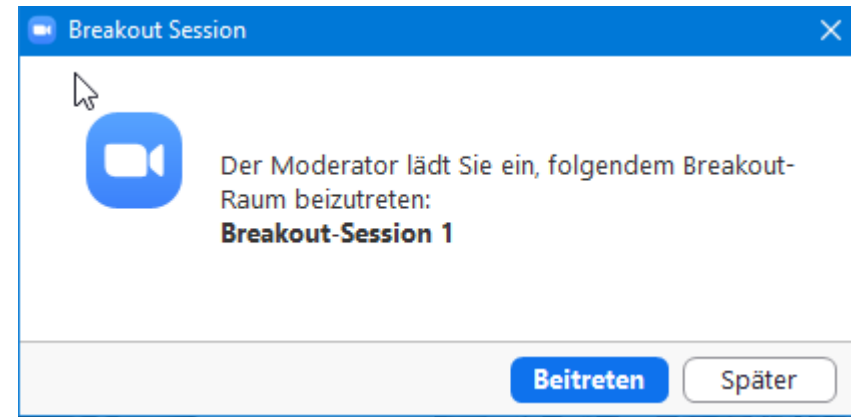 Breakout Session
Der Moderator lädt Sie ein, folgendem Breakout-
Raum beizutreten:
Breakout-Session 1
Beitreten
Später